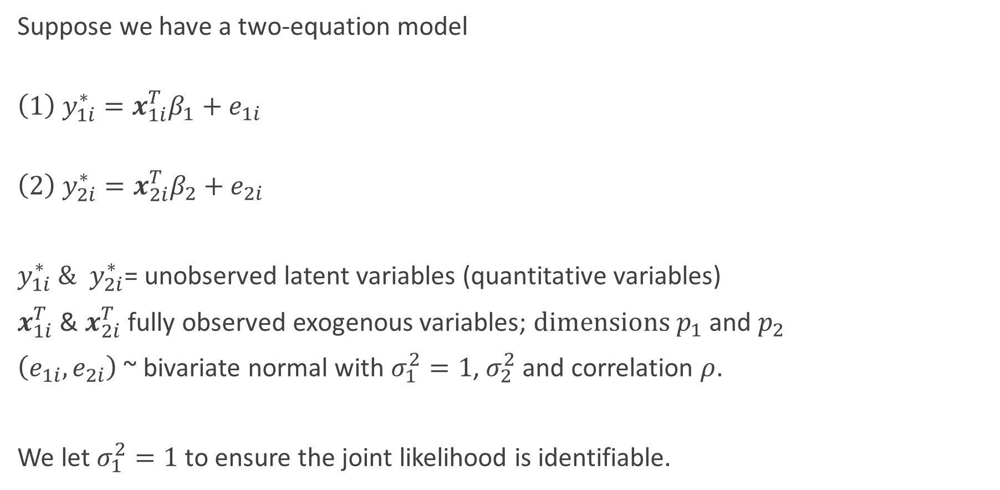 Suppose we have a two-equation model
(1) $y_{1i}^{*} = \boldsymbol{x}_{1i}^{T}\beta_1 + e_{1i}$
(2) $y_{2i}^{*} = \boldsymbol{x}_{2i}^{T}\beta_2 + e_{2i}$
$y_{1i}^{*}$ & $y_{2i}^{*}$= unobserved latent variables (quantitative variables)
$\boldsymbol{x}_{1i}^{T}$ & $\boldsymbol{x}_{2i}^{T}$ fully observed exogenous variables; dimensions $p_1$ and $p_2$
$(e_{1i}, e_{2i})$ ~ bivariate normal with $\sigma_1^2 = 1, \sigma_2^2$ and correlation $\rho$.
We let $\sigma_1^2 = 1$ to ensure the joint likelihood is identifiable.